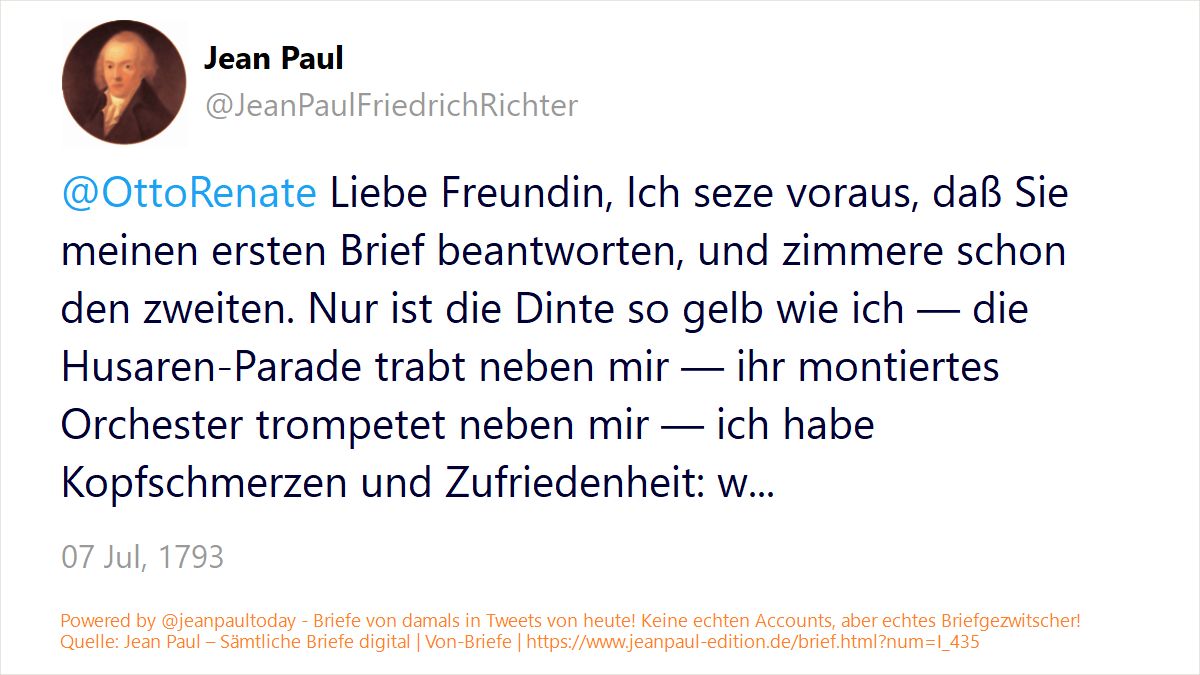 Jean Paul
@JeanPaulFriedrichRichter
@OttoRenate Liebe Freundin, Ich seze voraus, daß Sie
meinen ersten Brief beantworten, und zimmere schon
den zweiten. Nur ist die Dinte so gelb wie ich — die
Husaren-Parade trabt neben mir — ihr montiertes
Orchester trompetet neben mir — ich habe
Kopfschmerzen und Zufriedenheit: w...
07 Jul, 1793
Powered by @jeanpaultoday - Briefe von damals in Tweets von heute! Keine echten Accounts, aber echtes Briefgezwitscher!
Quelle: Jean Paul – Sämtliche Briefe digital | Von-Briefe | https://www.jeanpaul-edition.de/brief.html?num=I_435